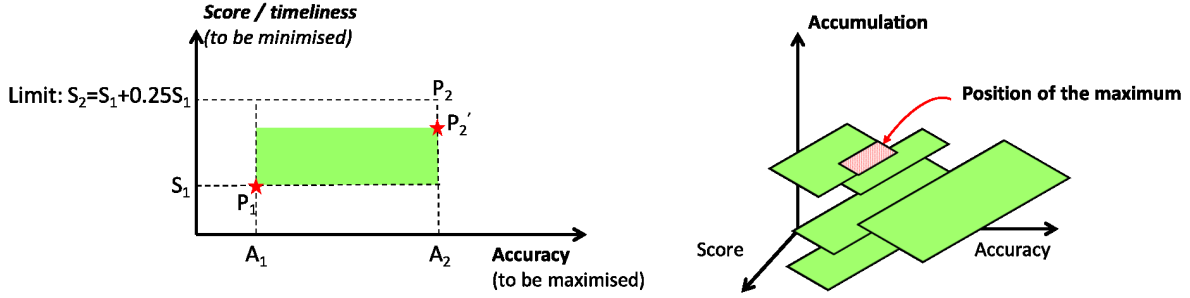 Score / timeliness
(to be minimised)
Limit: S₂=S₁+0.25S₁
P₂
P₂′
S₁
P₁
A₁
A₂
Accuracy
(to be maximised)
Accumulation
Position of the maximum
Score
Accuracy